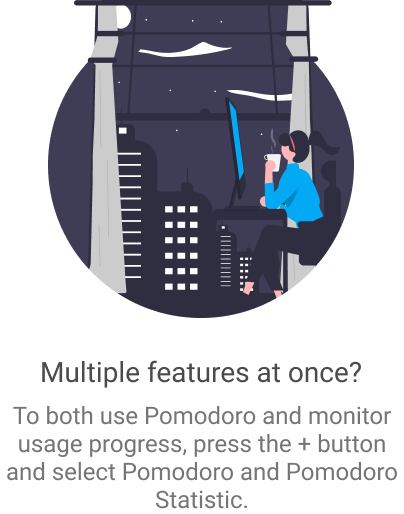 Multiple features at once?
To both use Pomodoro and monitor
usage progress, press the + button
and select Pomodoro and Pomodoro
Statistic.